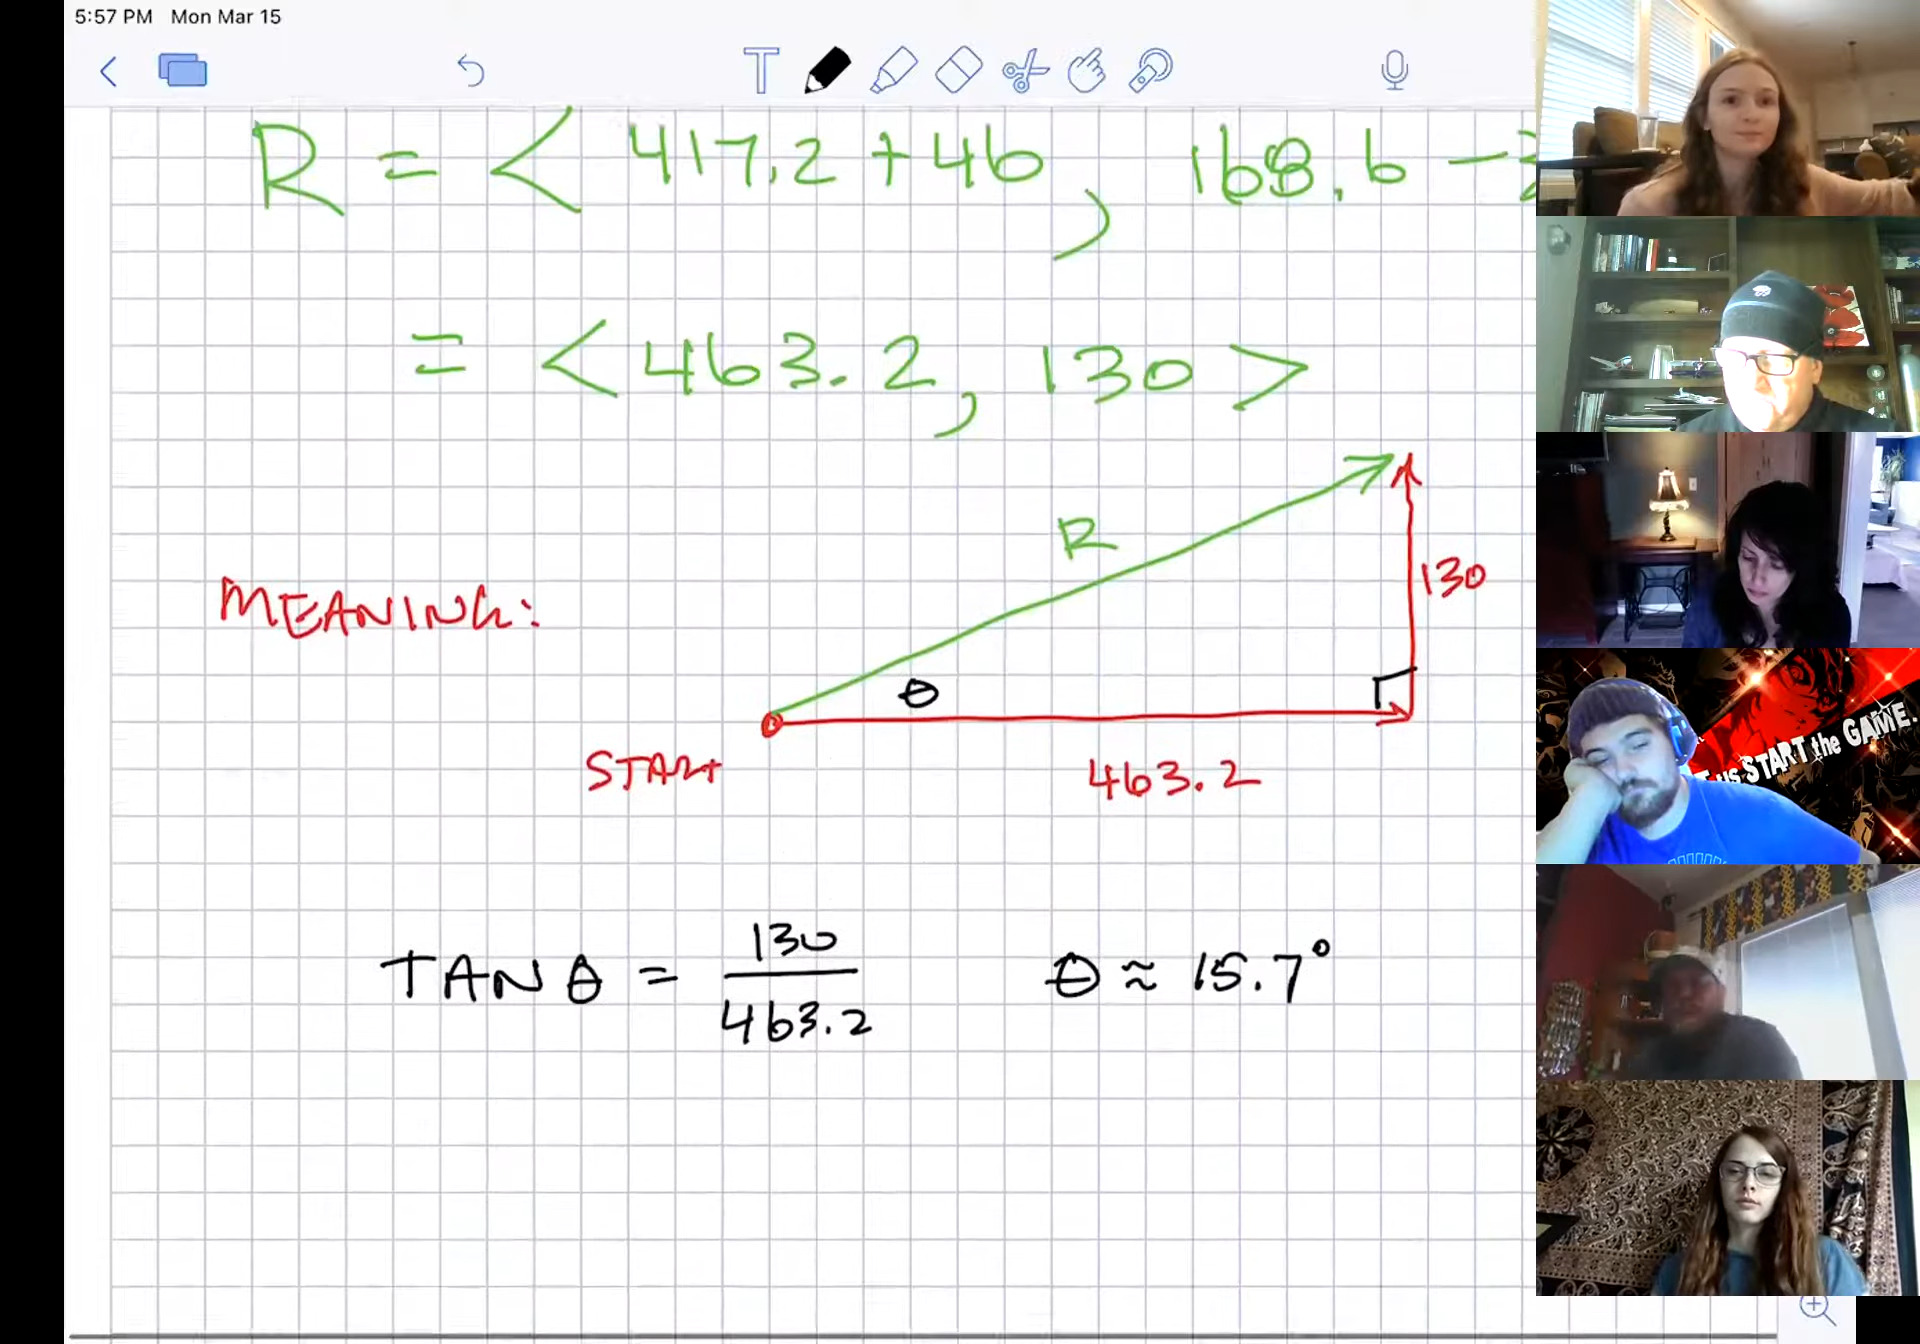 5:57 PM Mon Mar 15
R = < 417.2 + 46, 168.6 -
= < 463.2, 130 >
R
130
MEANING:
θ
START
463.2
START the GAME.
TAN θ = 130
463.2
θ ≈ 15.7°